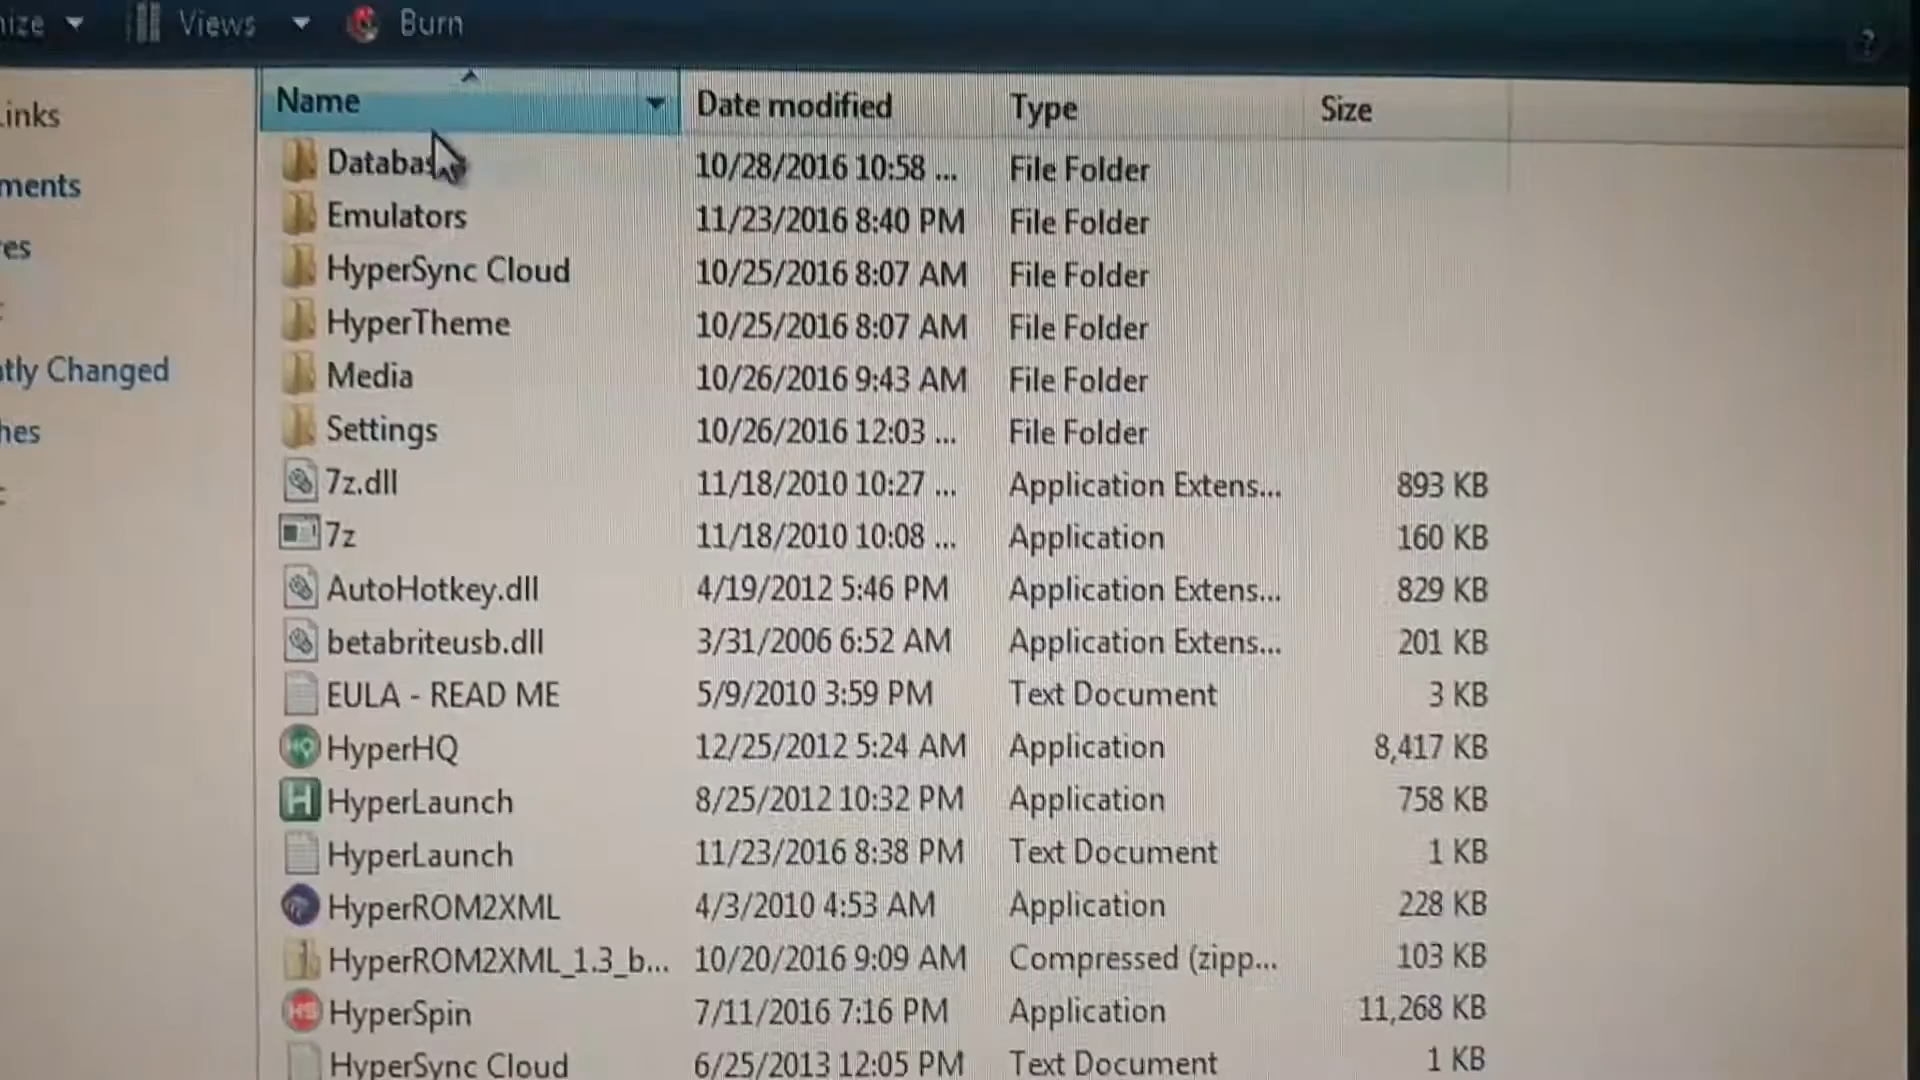 Views Burn
?
Name Date modified Type Size
Links
10/28/2016 10:58 ... File Folder
ments
Emulators 11/23/2016 8:40 PM File Folder
res
HyperSync Cloud 10/25/2016 8:07 AM File Folder
HyperTheme 10/25/2016 8:07 AM File Folder
ntly Changed
Media 10/26/2016 9:43 AM File Folder
hes
Settings 10/26/2016 12:03 ... File Folder
7z.dll 11/18/2010 10:27 ... Application Extens... 893 KB
7z 11/18/2010 10:08 ... Application 160 KB
AutoHotkey.dll 4/19/2012 5:46 PM Application Extens... 829 KB
betabriteusb.dll 3/31/2006 6:52 AM Application Extens... 201 KB
EULA - READ ME 5/9/2010 3:59 PM Text Document 3 KB
HyperHQ 12/25/2012 5:24 AM Application 8,417 KB
HyperLaunch 8/25/2012 10:32 PM Application 758 KB
HyperLaunch 11/23/2016 8:38 PM Text Document 1 KB
HyperROM2XML 4/3/2010 4:53 AM Application 228 KB
HyperROM2XML_1.3_b... 10/20/2016 9:09 AM Compressed (zipp... 103 KB
HyperSpin 7/11/2016 7:16 PM Application 11,268 KB
HyperSync Cloud 6/25/2013 12:05 PM Text Document 1 KB